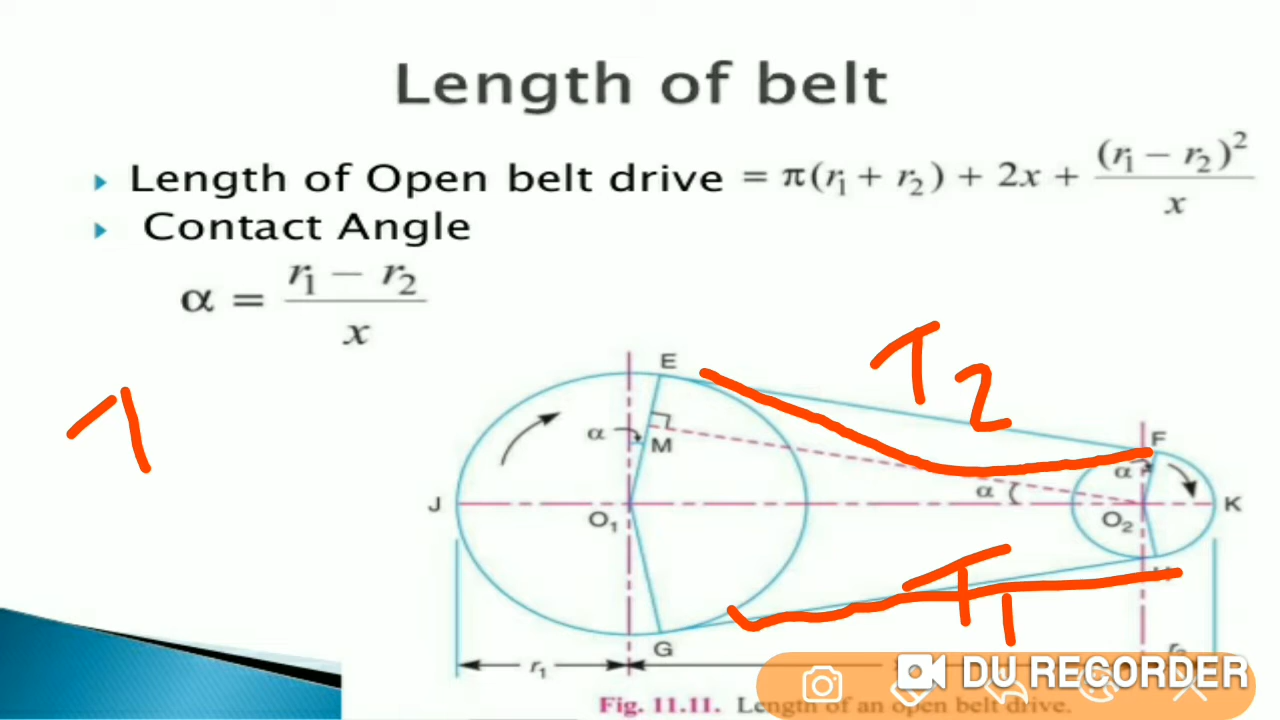 Length of belt
Length of Open belt drive = π(r₁ + r₂) + 2x + (r₁ − r₂)² / x
Contact Angle
α = (r₁ − r₂) / x
T2
E
F
α
M
α
α
J
O₁
O₂
K
T1
G
r₁
DU RECORDER
Fig. 11.11. Length of an open belt drive.